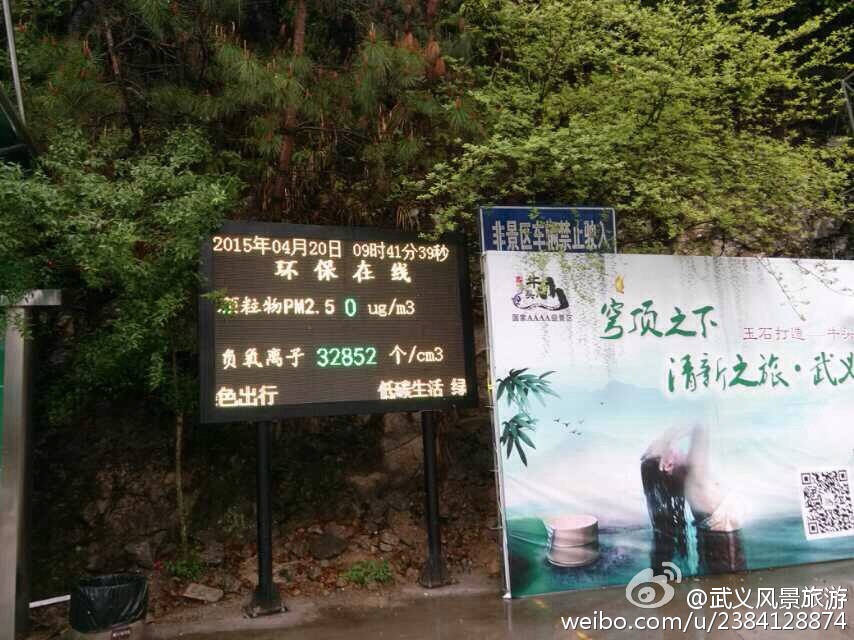 2015年04月20日 09时41分39秒
环保在线
颗粒物PM2.5 0 ug/m3
负氧离子 32852 个/cm3
色出行 低碳生活 绿
非景区车辆禁止驶入
国家AAAA级景区
穹顶之下
玉石打造
清新之旅·武义
@武义风景旅游
weibo.com/u/2384128874